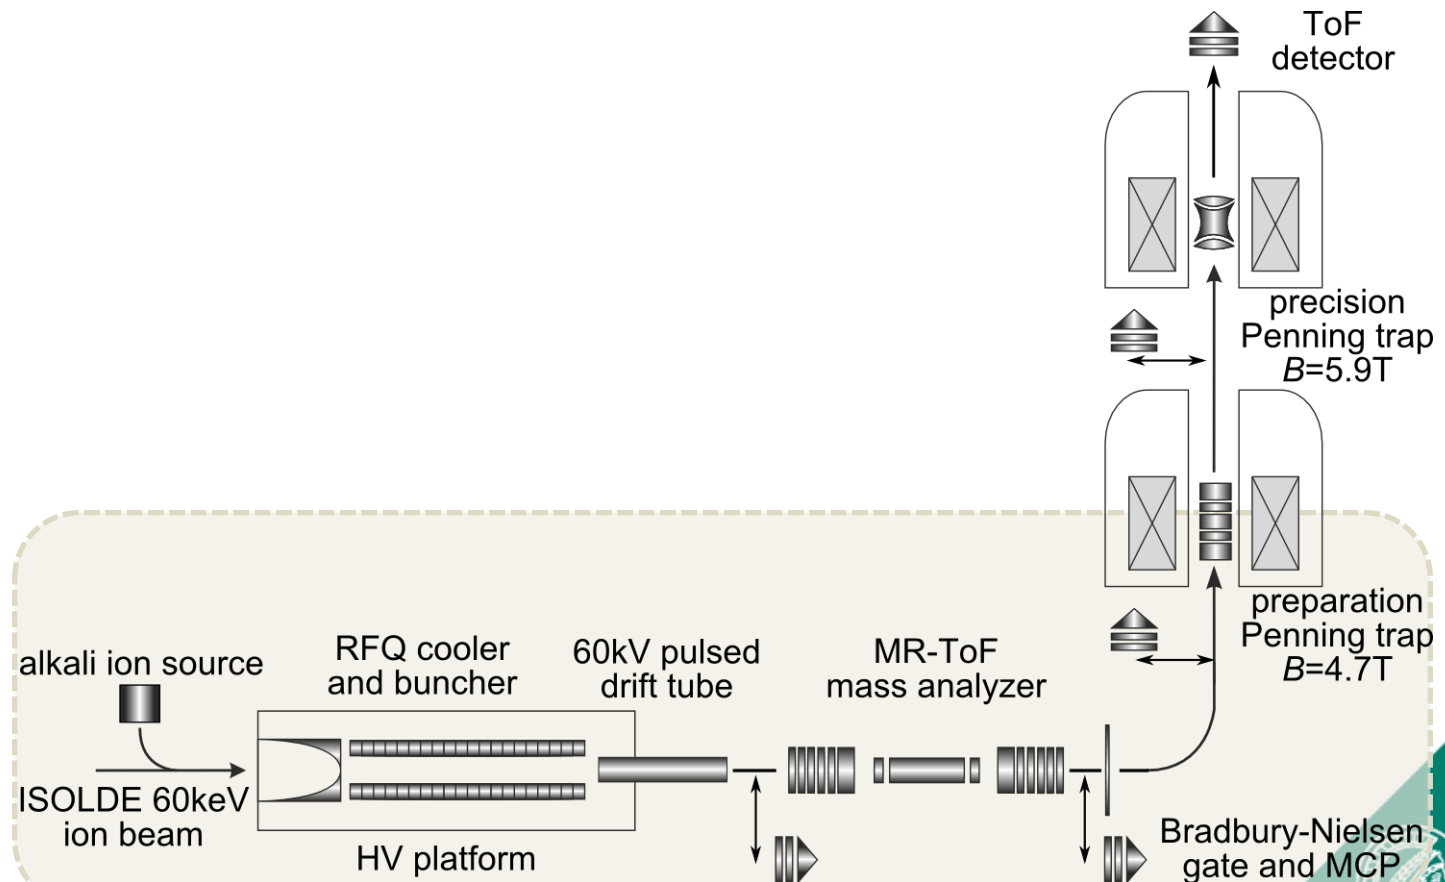 ToF
detector
precision
Penning trap
B=5.9T
preparation
Penning trap
B=4.7T
alkali ion source
RFQ cooler
and buncher
60kV pulsed
drift tube
MR-ToF
mass analyzer
ISOLDE 60keV
ion beam
HV platform
Bradbury-Nielsen
gate and MCP